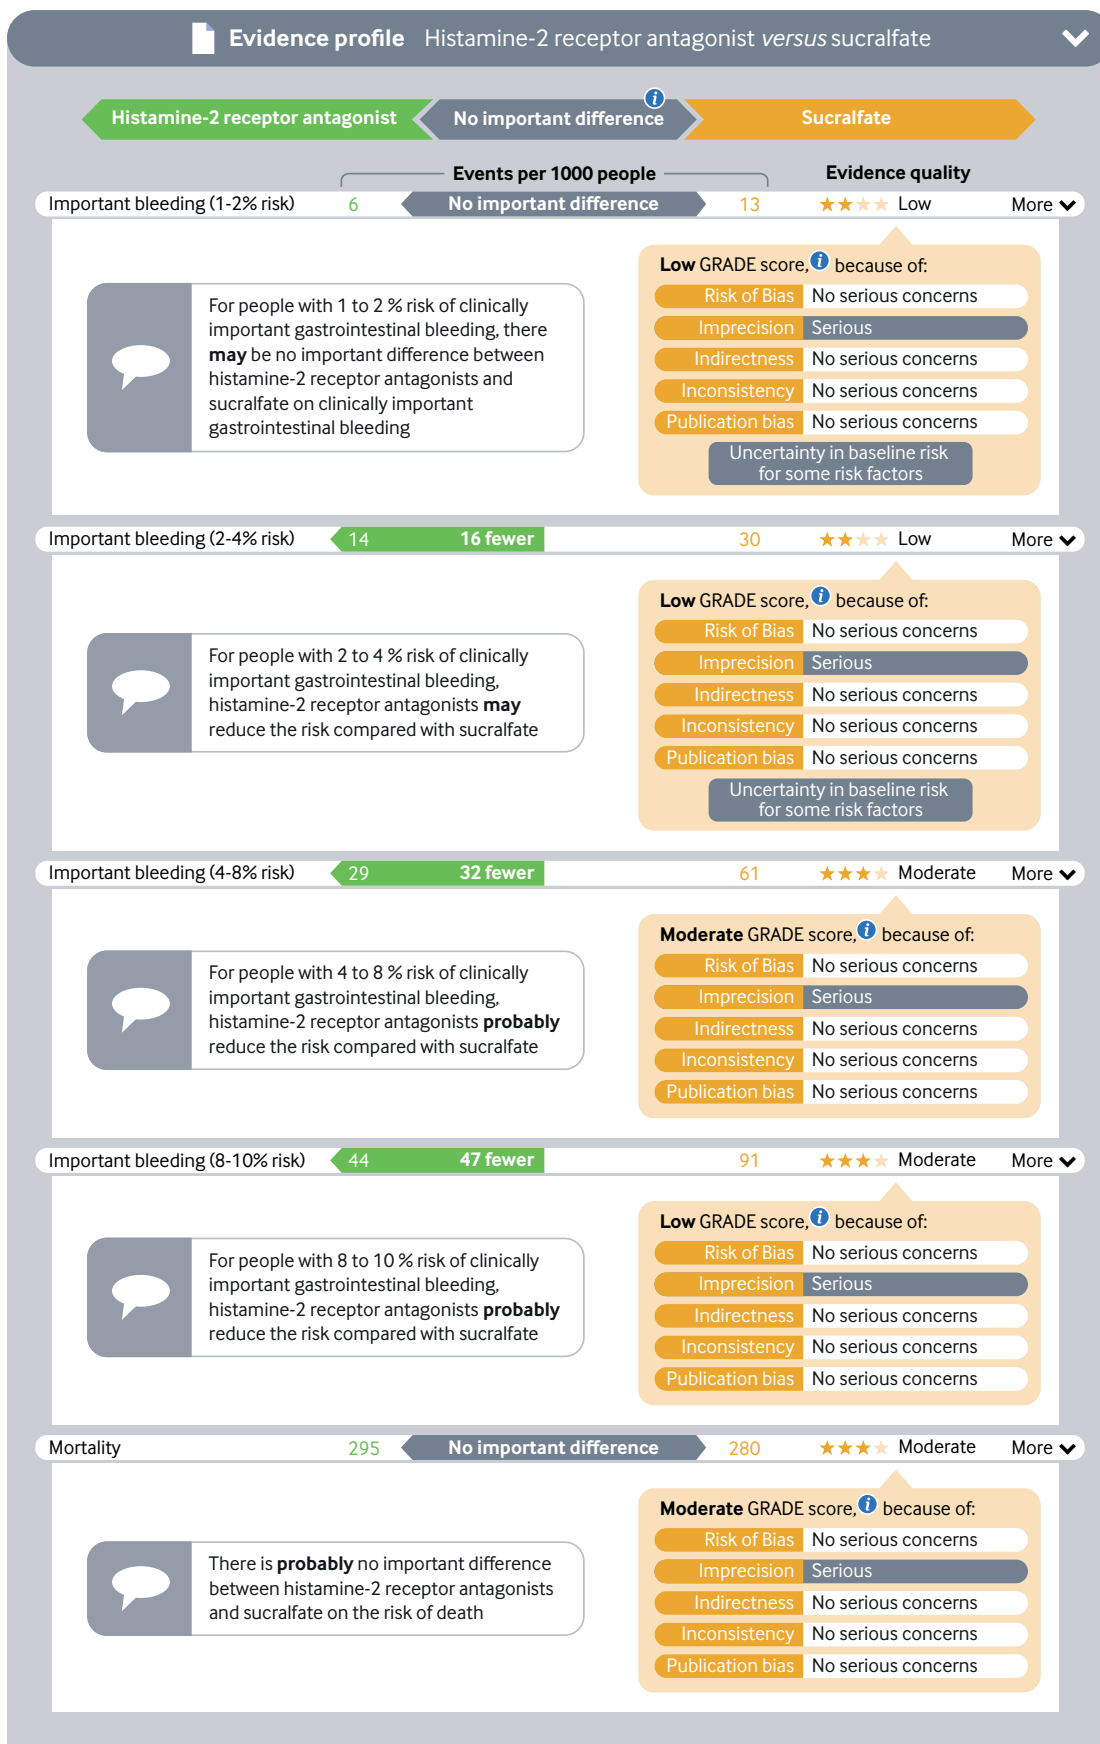 Evidence profile Histamine-2 receptor antagonist versus sucralfate
Histamine-2 receptor antagonist No important difference i Sucralfate
Events per 1000 people Evidence quality
Important bleeding (1-2% risk) 6 No important difference 13 Low More
For people with 1 to 2 % risk of clinically
important gastrointestinal bleeding, there
may be no important difference between
histamine-2 receptor antagonists and
sucralfate on clinically important
gastrointestinal bleeding
Low GRADE score, i because of:
Risk of Bias No serious concerns
Imprecision Serious
Indirectness No serious concerns
Inconsistency No serious concerns
Publication bias No serious concerns
Uncertainty in baseline risk
for some risk factors
Important bleeding (2-4% risk) 14 16 fewer 30 Low More
For people with 2 to 4 % risk of clinically
important gastrointestinal bleeding,
histamine-2 receptor antagonists may
reduce the risk compared with sucralfate
Low GRADE score, i because of:
Risk of Bias No serious concerns
Imprecision Serious
Indirectness No serious concerns
Inconsistency No serious concerns
Publication bias No serious concerns
Uncertainty in baseline risk
for some risk factors
Important bleeding (4-8% risk) 29 32 fewer 61 Moderate More
For people with 4 to 8 % risk of clinically
important gastrointestinal bleeding,
histamine-2 receptor antagonists probably
reduce the risk compared with sucralfate
Moderate GRADE score, i because of:
Risk of Bias No serious concerns
Imprecision Serious
Indirectness No serious concerns
Inconsistency No serious concerns
Publication bias No serious concerns
Important bleeding (8-10% risk) 44 47 fewer 91 Moderate More
For people with 8 to 10 % risk of clinically
important gastrointestinal bleeding,
histamine-2 receptor antagonists probably
reduce the risk compared with sucralfate
Low GRADE score, i because of:
Risk of Bias No serious concerns
Imprecision Serious
Indirectness No serious concerns
Inconsistency No serious concerns
Publication bias No serious concerns
Mortality 295 No important difference 280 Moderate More
There is probably no important difference
between histamine-2 receptor antagonists
and sucralfate on the risk of death
Moderate GRADE score, i because of:
Risk of Bias No serious concerns
Imprecision Serious
Indirectness No serious concerns
Inconsistency No serious concerns
Publication bias No serious concerns